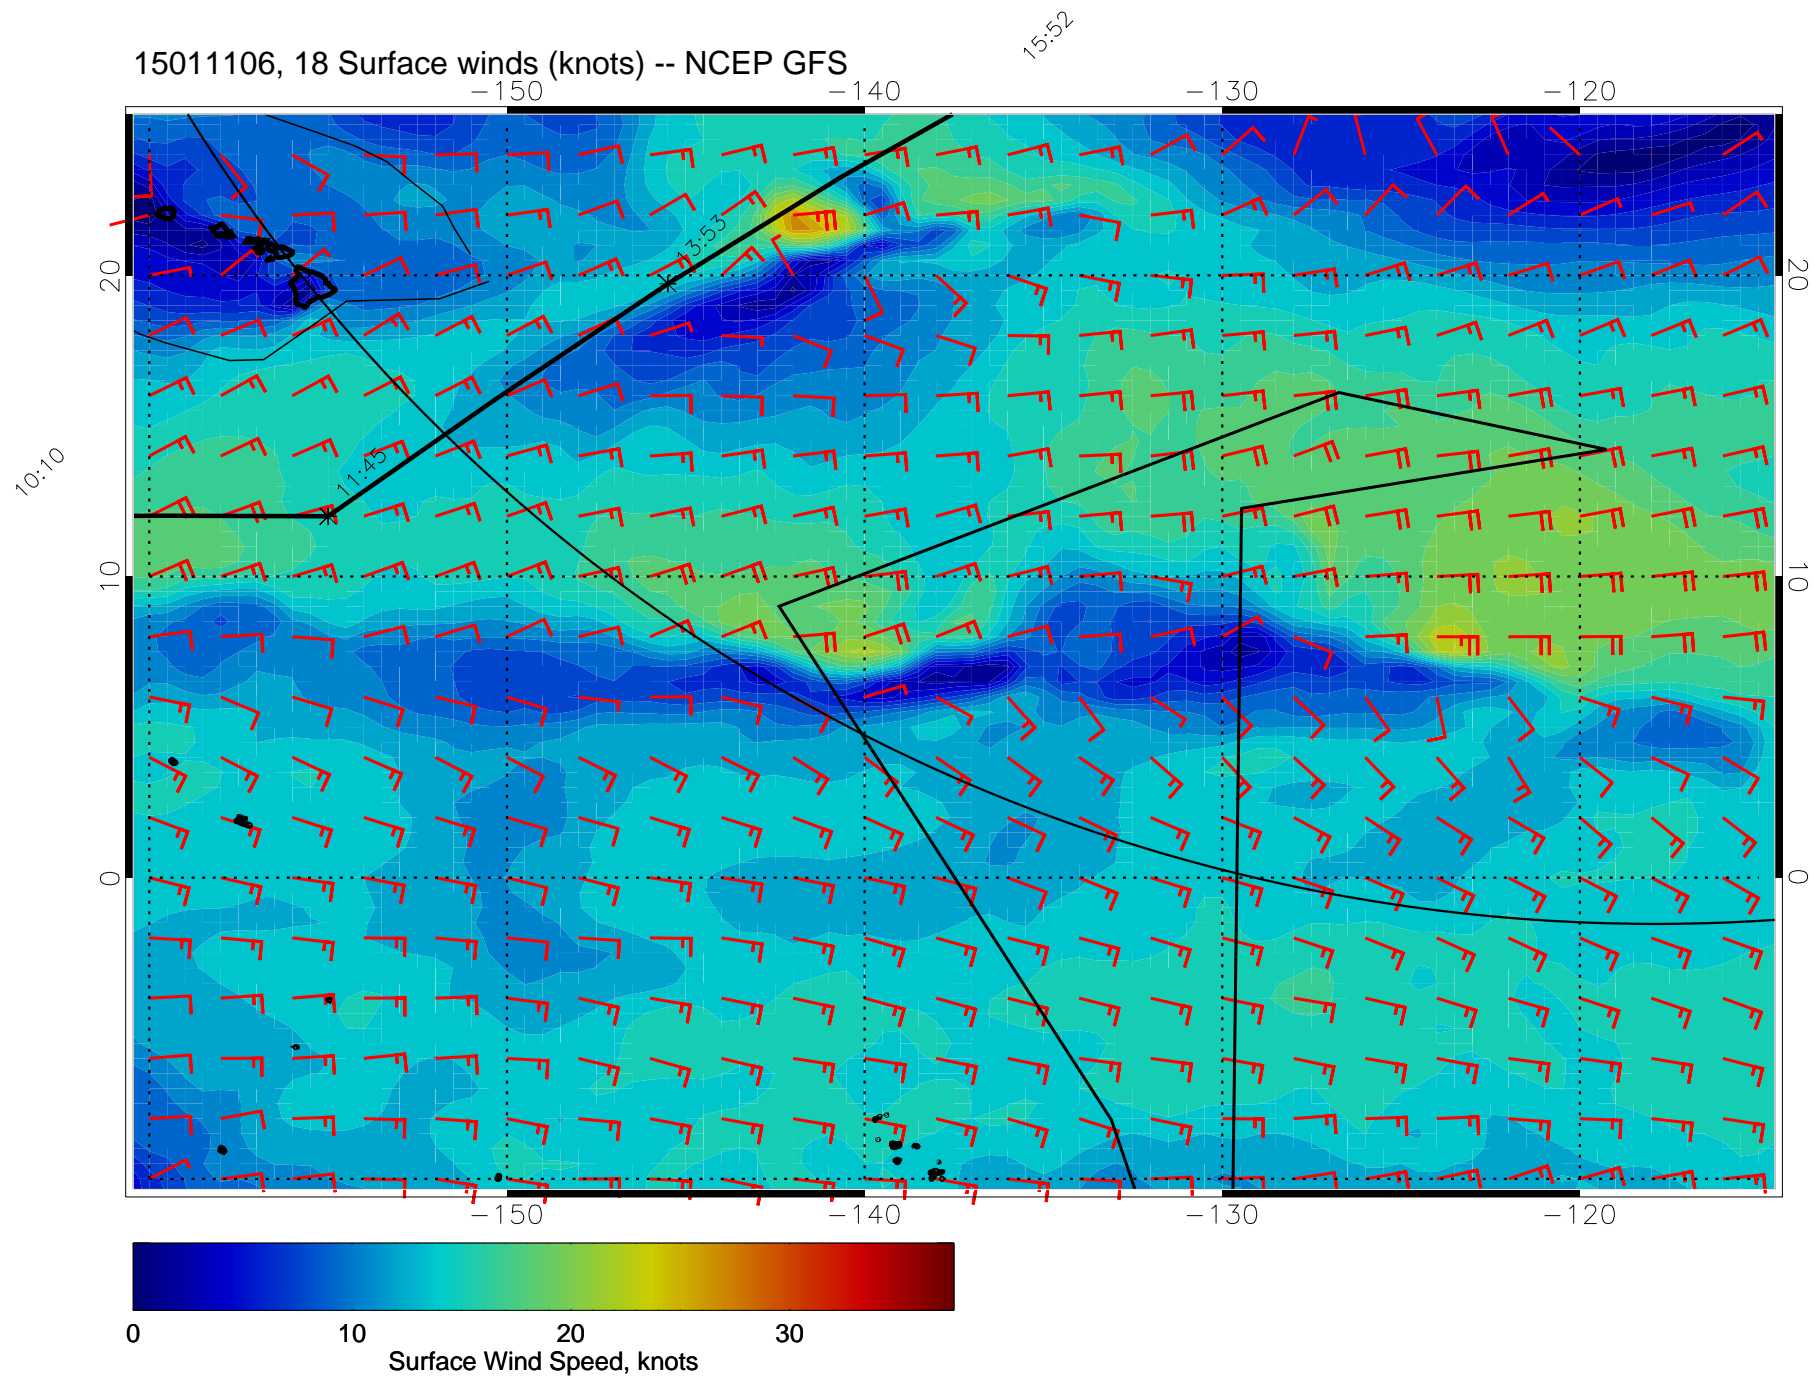 15:52
15011106, 18 Surface winds (knots) -- NCEP GFS
-150 -140 -130 -120
13:53
20 20
11:45
10:10
10 10
0 0
-150 -140 -130 -120
0 10 20 30
Surface Wind Speed, knots